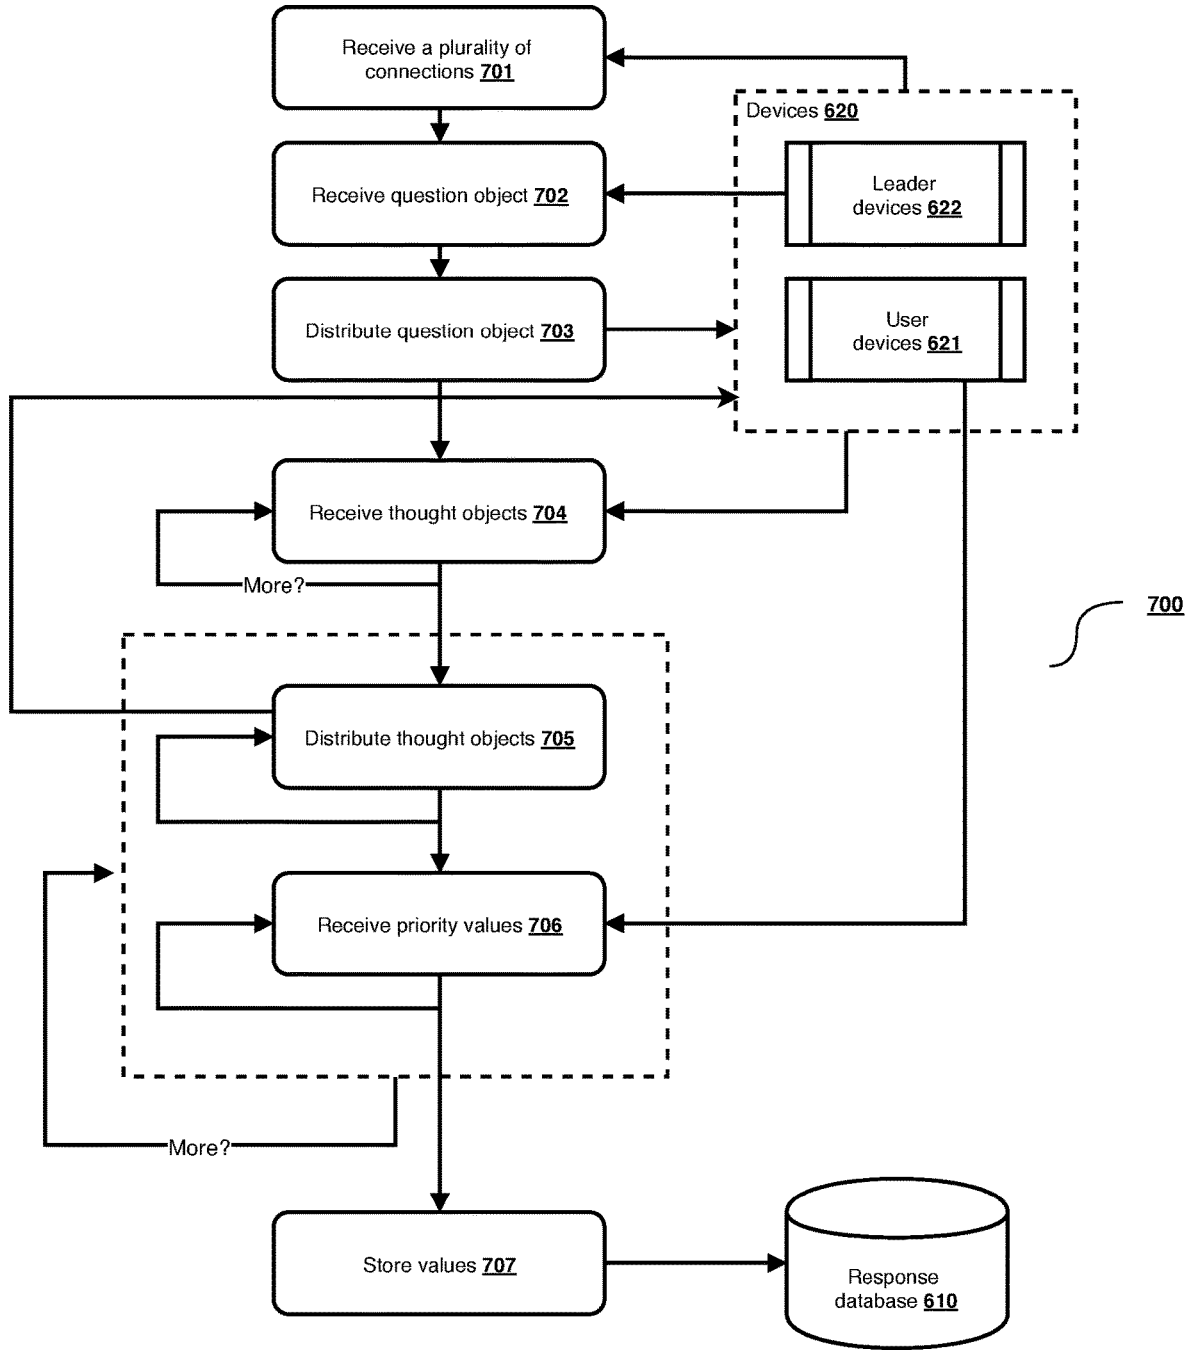 Receive a plurality of
connections 701
Devices 620
Leader
devices 622
Receive question object 702
User
devices 621
Distribute question object 703
Receive thought objects 704
More?
700
Distribute thought objects 705
Receive priority values 706
More?
Store values 707
Response
database 610